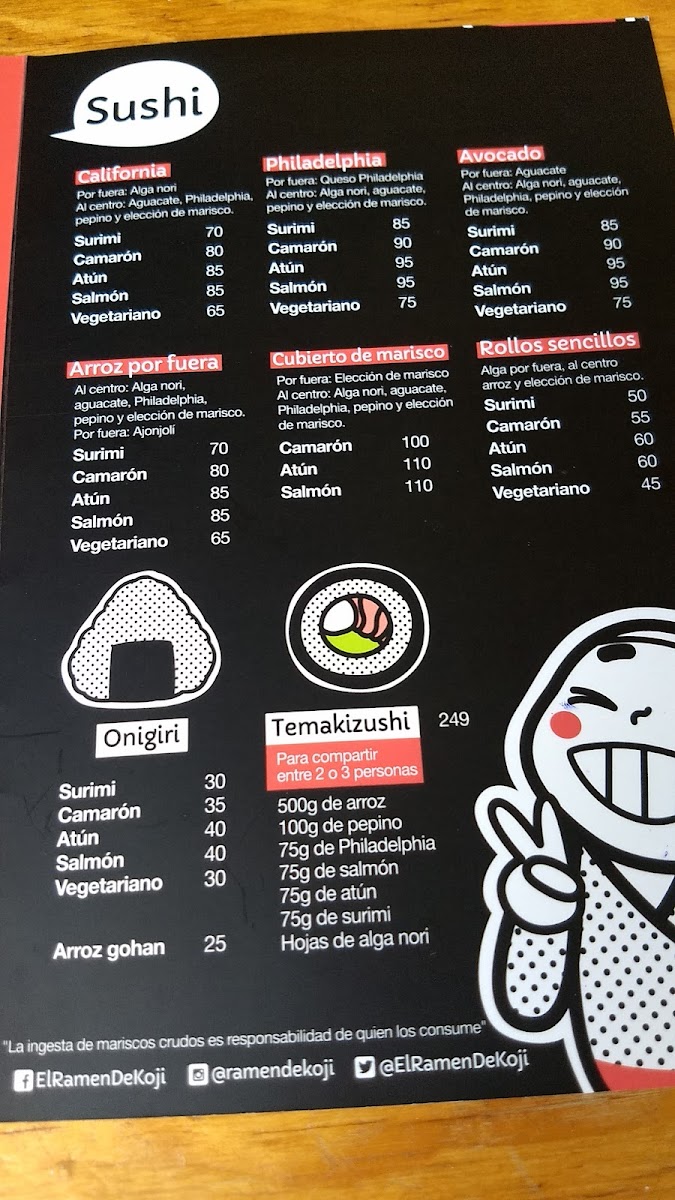 Sushi
California
Por fuera: Alga nori
Al centro: Aguacate, Philadelphia,
pepino y elección de marisco.
Surimi 70
Camarón 80
Atún 85
Salmón 85
Vegetariano 65
Philadelphia
Por fuera: Queso Philadelphia
Al centro: Alga nori, aguacate,
pepino y elección de marisco.
Surimi 85
Camarón 90
Atún 95
Salmón 95
Vegetariano 75
Avocado
Por fuera: Aguacate
Al centro: Alga nori, aguacate,
Philadelphia, pepino y elección
de marisco.
Surimi 85
Camarón 90
Atún 95
Salmón 95
Vegetariano 75
Arroz por fuera
Al centro: Alga nori,
aguacate, Philadelphia,
pepino y elección de marisco.
Por fuera: Ajonjolí
Surimi 70
Camarón 80
Atún 85
Salmón 85
Vegetariano 65
Cubierto de marisco
Por fuera: Elección de marisco
Al centro: Alga nori, aguacate,
Philadelphia, pepino y elección
de marisco.
Camarón 100
Atún 110
Salmón 110
Rollos sencillos
Alga por fuera, al centro
arroz y elección de marisco.
Surimi 50
Camarón 55
Atún 60
Salmón 60
Vegetariano 45
Onigiri
Surimi 30
Camarón 35
Atún 40
Salmón 40
Vegetariano 30
Arroz gohan 25
Temakizushi 249
Para compartir
entre 2 o 3 personas
500g de arroz
100g de pepino
75g de Philadelphia
75g de salmón
75g de atún
75g de surimi
Hojas de alga nori
"La ingesta de mariscos crudos es responsabilidad de quien los consume"
ElRamenDeKoji @ramendekoji @ElRamenDeKoji